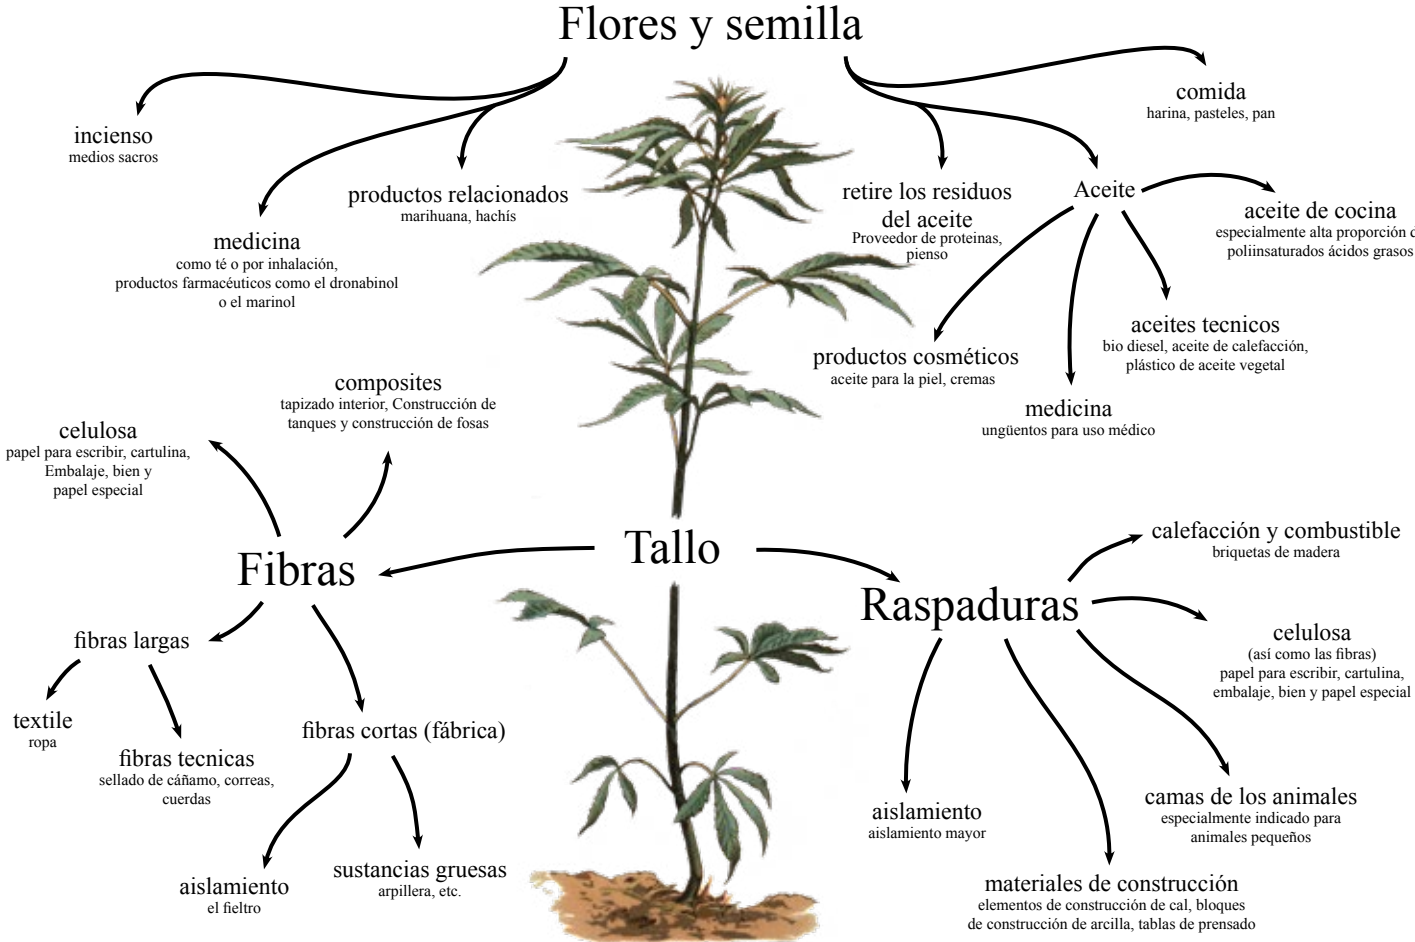 Flores y semilla
incienso
medios sacros
medicina
como té o por inhalación,
productos farmacéuticos como el dronabinol
o el marinol
productos relacionados
marihuana, hachís
retire los residuos
del aceite
Proveedor de proteinas,
pienso
Aceite
comida
harina, pasteles, pan
aceite de cocina
especialmente alta proporción d
poliinsaturados ácidos grasos
aceites tecnicos
bio diesel, aceite de calefacción,
plástico de aceite vegetal
productos cosméticos
aceite para la piel, cremas
medicina
ungüentos para uso médico
Tallo
Fibras
celulosa
papel para escribir, cartulina,
Embalaje, bien y
papel especial
composites
tapizado interior, Construcción de
tanques y construcción de fosas
fibras largas
textile
ropa
fibras tecnicas
sellado de cáñamo, correas,
cuerdas
fibras cortas (fábrica)
aislamiento
el fieltro
sustancias gruesas
arpillera, etc.
Raspaduras
calefacción y combustible
briquetas de madera
celulosa
(así como las fibras)
papel para escribir, cartulina,
embalaje, bien y papel especial
camas de los animales
especialmente indicado para
animales pequeños
aislamiento
aislamiento mayor
materiales de construcción
elementos de construcción de cal, bloques
de construcción de arcilla, tablas de prensado